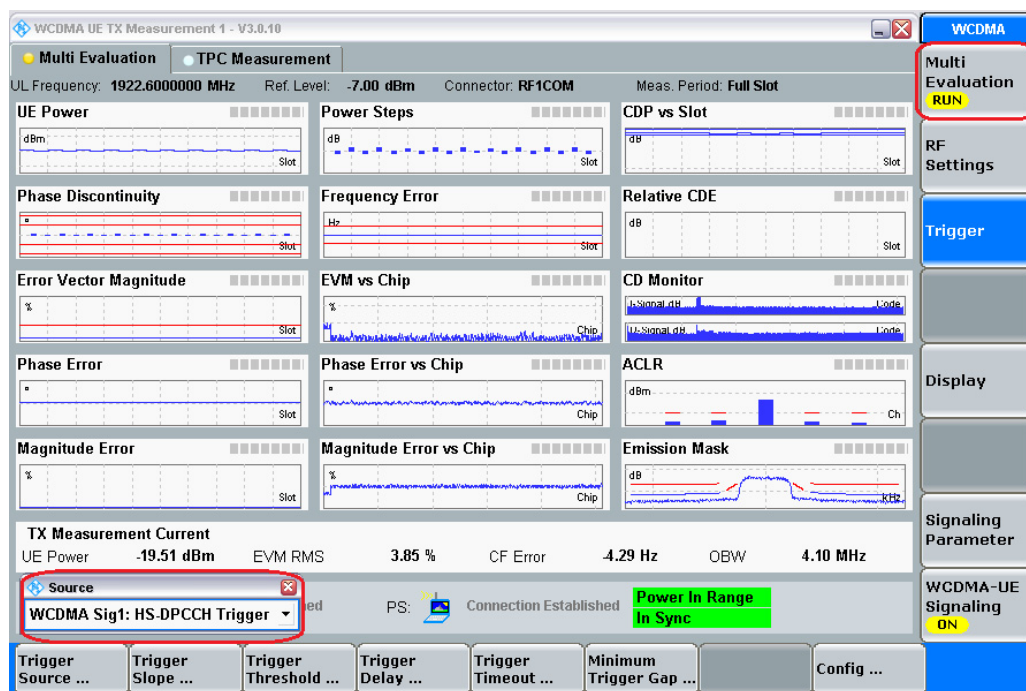 WCDMA UE TX Measurement 1 - V3.0.10
WCDMA
Multi Evaluation
TPC Measurement
UL Frequency: 1922.6000000 MHz Ref. Level: -7.00 dBm Connector: RF1COM Meas. Period: Full Slot
UE Power
dBm
Slot
Power Steps
dB
Slot
CDP vs Slot
dB
Slot
Phase Discontinuity
°
Slot
Frequency Error
Hz
Slot
Relative CDE
dB
Slot
Error Vector Magnitude
%
Slot
EVM vs Chip
%
Chip
CD Monitor
I-Signal dB
Code
Q-Signal dB
Code
Phase Error
°
Slot
Phase Error vs Chip
°
Chip
ACLR
dBm
Ch
Magnitude Error
%
Slot
Magnitude Error vs Chip
%
Chip
Emission Mask
dB
kHz
TX Measurement Current
UE Power -19.51 dBm EVM RMS 3.85 % CF Error -4.29 Hz OBW 4.10 MHz
Source
WCDMA Sig1: HS-DPCCH Trigger
PS:
Connection Established
Power In Range
In Sync
Trigger
Source ...
Trigger
Slope ...
Trigger
Threshold ...
Trigger
Delay ...
Trigger
Timeout ...
Minimum
Trigger Gap ...
Config ...
Multi
Evaluation
RUN
RF
Settings
Trigger
Display
Signaling
Parameter
WCDMA-UE
Signaling
ON